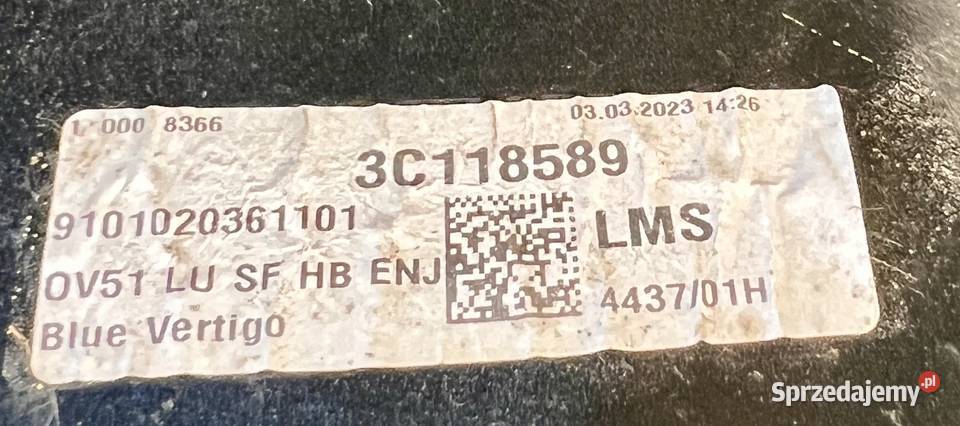 1 000 8366
03.03.2023 14:26
3C118589
9101020361101
LMS
OV51 LU SF HB ENJ
4437/01H
Blue Vertigo
Sprzedajemy.pl